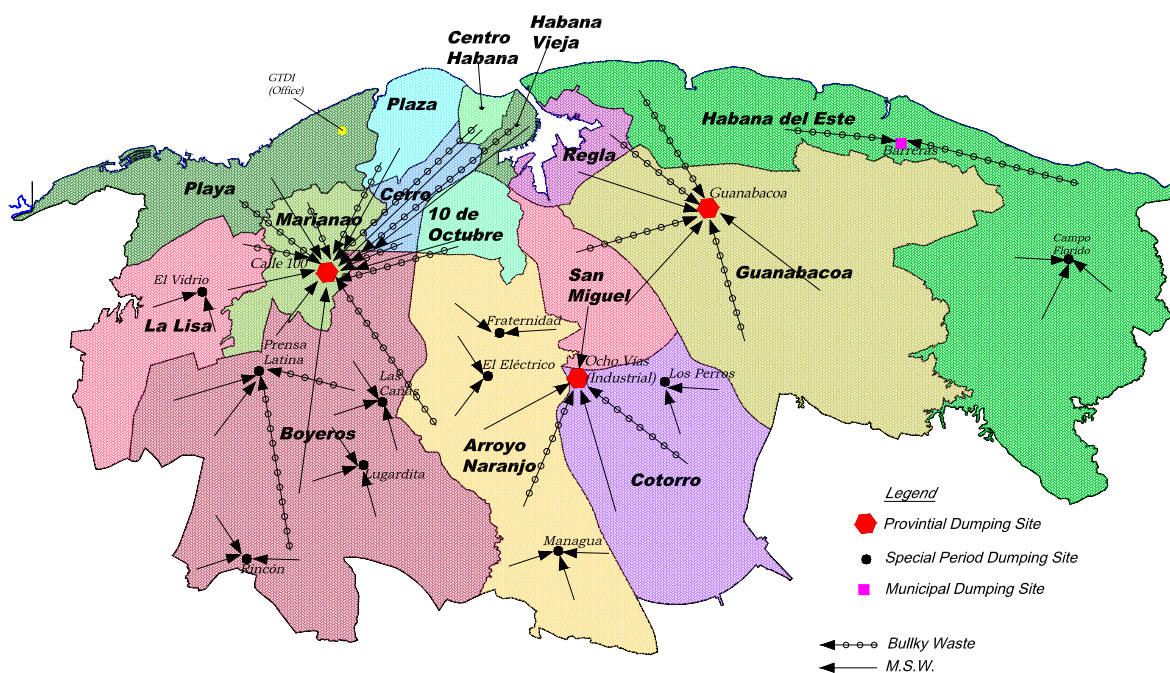 Habana
Vieja
Centro
Habana
GTDI
(Office)
Plaza
Habana del Este
Barreras
Regla
Playa
Cerro
Guanabacoa
Marianao
10 de
Octubre
Calle 100
Campo
Florido
El Vidrio
San
Miguel
Guanabacoa
La Lisa
Fraternidad
Prensa
Latina
El Eléctrico
Ocho Vías
(Industrial)
Los Perros
Las
Cañas
Boyeros
Arroyo
Naranjo
Lugardita
Cotorro
Managua
Rincón
Legend
Provintial Dumping Site
Special Period Dumping Site
Municipal Dumping Site
Bullky Waste
M.S.W.